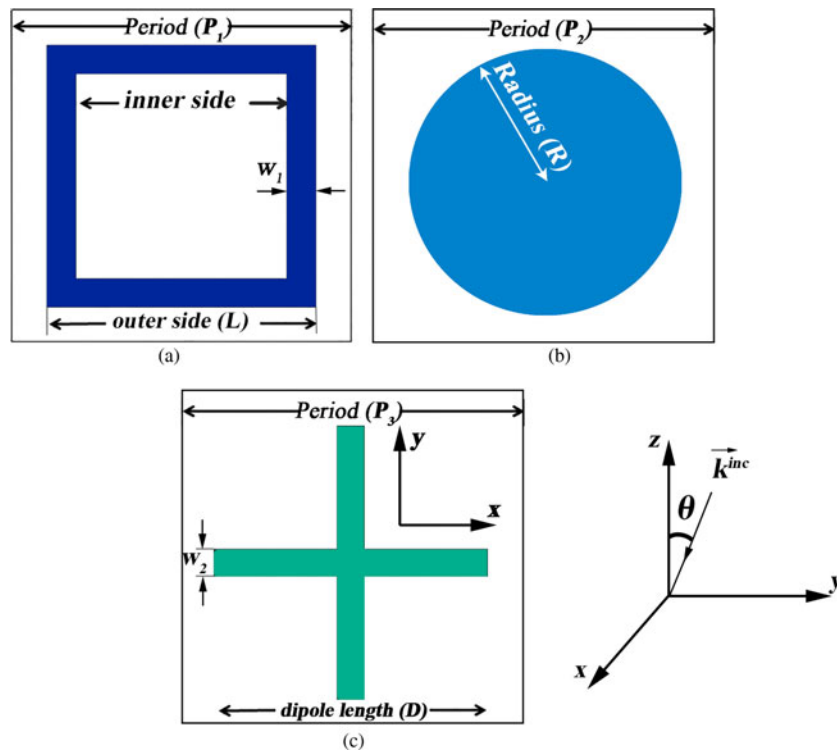 Period (P1)
inner side
W1
outer side (L)
(a)
Period (P2)
Radius (R)
(b)
Period (P3)
y
x
W2
dipole length (D)
(c)
z
k inc
θ
y
x